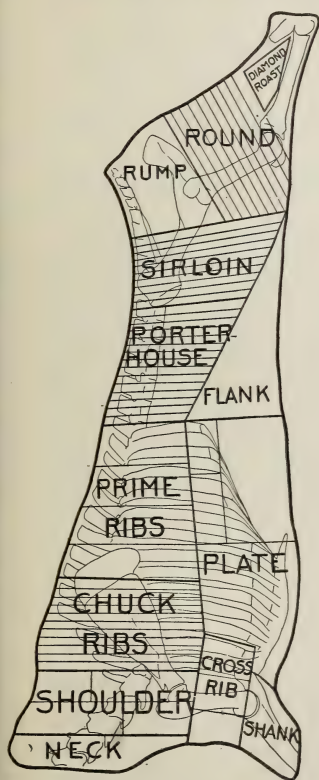 DIAMOND
ROAST
ROUND
RUMP
SIRLOIN
PORTER-
HOUSE
FLANK
PRIME
RIBS
PLATE
CHUCK
RIBS
CROSS
RIB
SHOULDER
SHANK
NECK